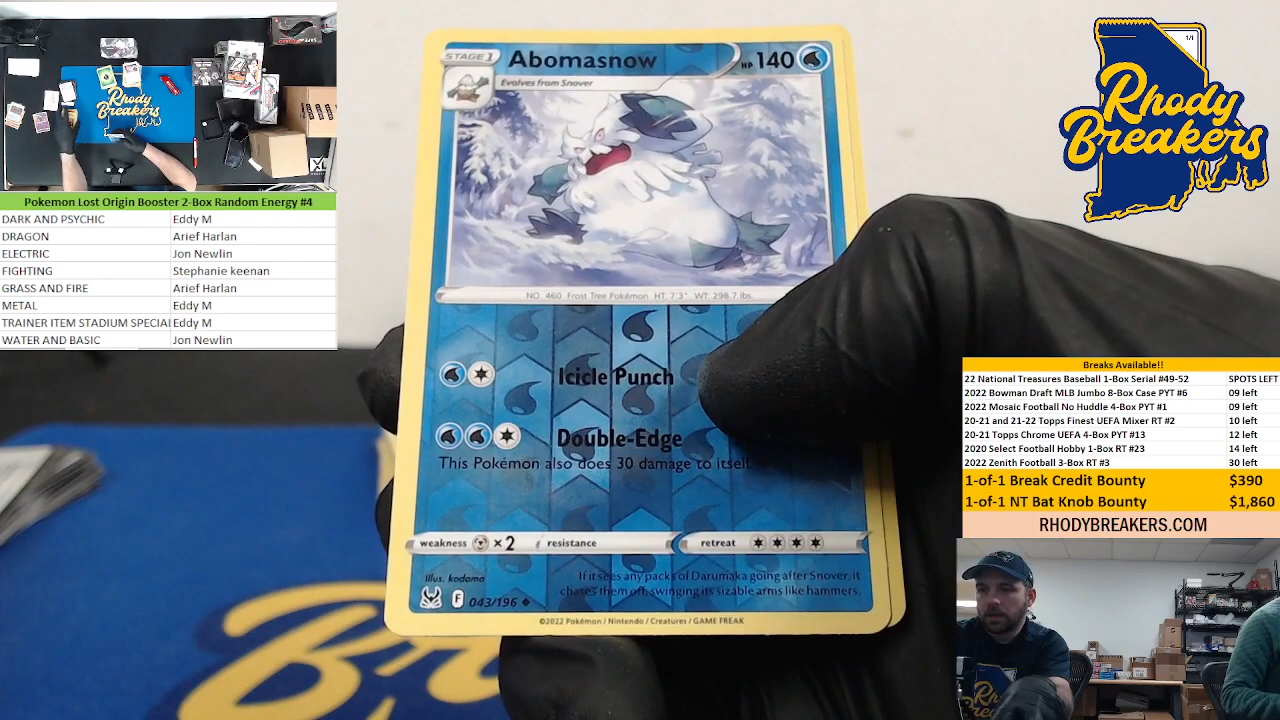 Pokemon Lost Origin Booster 2-Box Random Energy #4
DARK AND PSYCHIC Eddy M
DRAGON Arief Harlan
ELECTRIC Jon Newlin
FIGHTING Stephanie keenan
GRASS AND FIRE Arief Harlan
METAL Eddy M
TRAINER ITEM STADIUM SPECIAL Eddy M
WATER AND BASIC Jon Newlin
Rhody
Breakers
STAGE 1 Abomasnow HP 140
Evolves from Snover
NO. 460 Frost Tree Pokémon HT: 7'3" WT: 298.7 lbs.
Icicle Punch
Double-Edge
This Pokémon also does 30 damage to itself.
weakness ×2 resistance retreat
Illus. kodama
If it sees any packs of Darumaka going after Snover, it
chases them off, swinging its sizable arms like hammers.
F 043/196
©2022 Pokémon / Nintendo / Creatures / GAME FREAK
1/1
Rhody
Breakers
Breaks Available!!
22 National Treasures Baseball 1-Box Serial #49-52 SPOTS LEFT
2022 Bowman Draft MLB Jumbo 8-Box Case PYT #6 09 left
2022 Mosaic Football No Huddle 4-Box PYT #1 09 left
20-21 and 21-22 Topps Finest UEFA Mixer RT #2 10 left
20-21 Topps Chrome UEFA 4-Box PYT #13 12 left
2020 Select Football Hobby 1-Box RT #23 14 left
2022 Zenith Football 3-Box RT #3 30 left
1-of-1 Break Credit Bounty $390
1-of-1 NT Bat Knob Bounty $1,860
RHODYBREAKERS.COM